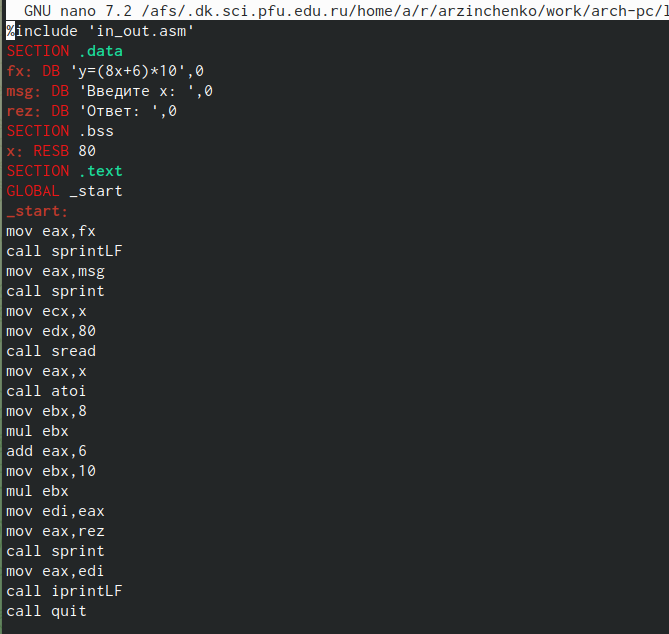 GNU nano 7.2 /afs/.dk.sci.pfu.edu.ru/home/a/r/arzinchenko/work/arch-pc/l
%include 'in_out.asm'
SECTION .data
fx: DB 'y=(8x+6)*10',0
msg: DB 'Введите x: ',0
rez: DB 'Ответ: ',0
SECTION .bss
x: RESB 80
SECTION .text
GLOBAL _start
_start:
mov eax,fx
call sprintLF
mov eax,msg
call sprint
mov ecx,x
mov edx,80
call sread
mov eax,x
call atoi
mov ebx,8
mul ebx
add eax,6
mov ebx,10
mul ebx
mov edi,eax
mov eax,rez
call sprint
mov eax,edi
call iprintLF
call quit